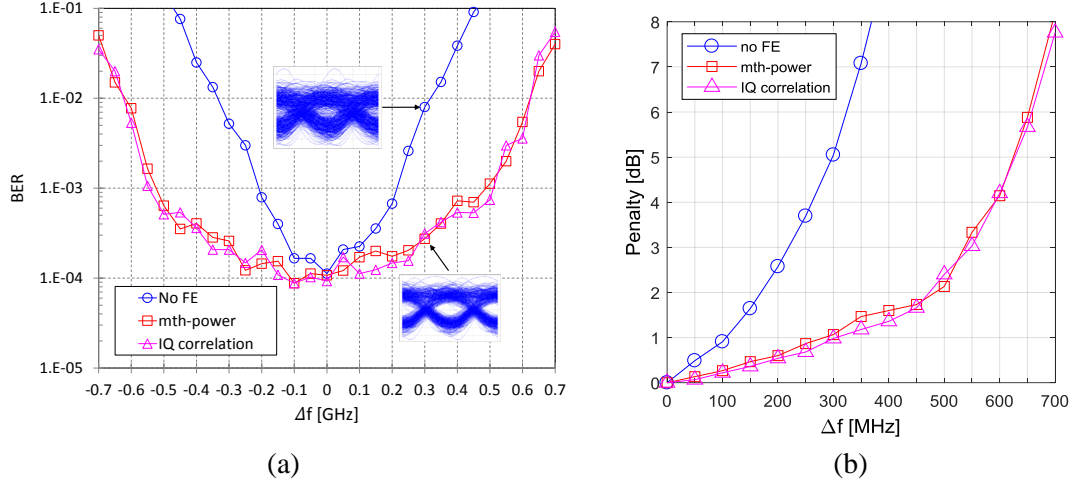 1.E-01
1.E-02
1.E-03
1.E-04
1.E-05
BER
No FE
mth-power
IQ correlation
-0.7 -0.6 -0.5 -0.4 -0.3 -0.2 -0.1 0 0.1 0.2 0.3 0.4 0.5 0.6 0.7
Δf [GHz]
(a)
8
7
6
5
4
3
2
1
0
Penalty [dB]
no FE
mth-power
IQ correlation
0 100 200 300 400 500 600 700
Δf [MHz]
(b)